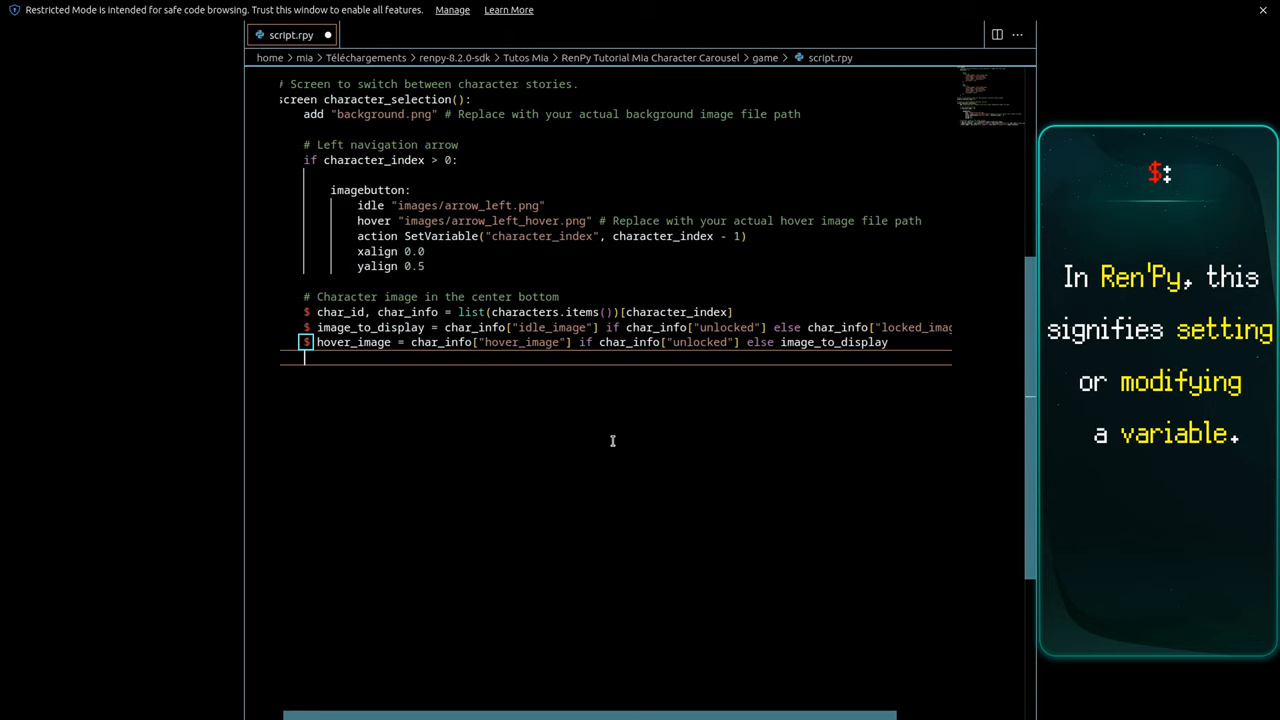 Restricted Mode is intended for safe code browsing. Trust this window to enable all features. Manage Learn More
script.rpy
home › mia › Téléchargements › renpy-8.2.0-sdk › Tutos Mia › RenPy Tutorial Mia Character Carousel › game › script.rpy
# Screen to switch between character stories.
screen character_selection():
add "background.png" # Replace with your actual background image file path
# Left navigation arrow
if character_index > 0:
imagebutton:
idle "images/arrow_left.png"
hover "images/arrow_left_hover.png" # Replace with your actual hover image file path
action SetVariable("character_index", character_index - 1)
xalign 0.0
yalign 0.5
# Character image in the center bottom
$ char_id, char_info = list(characters.items())[character_index]
$ image_to_display = char_info["idle_image"] if char_info["unlocked"] else char_info["locked_imag
$ hover_image = char_info["hover_image"] if char_info["unlocked"] else image_to_display
$:
In Ren'Py, this
signifies setting
or modifying
a variable.